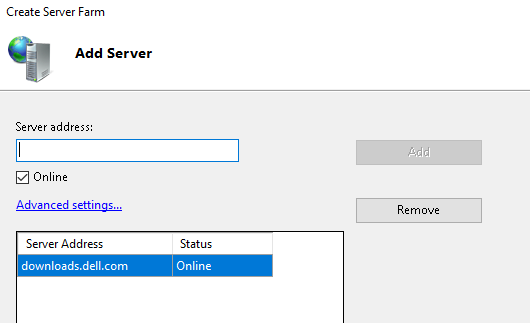 Create Server Farm
Add Server
Server address:
Add
Online
Advanced settings...
Remove
Server Address Status
downloads.dell.com Online